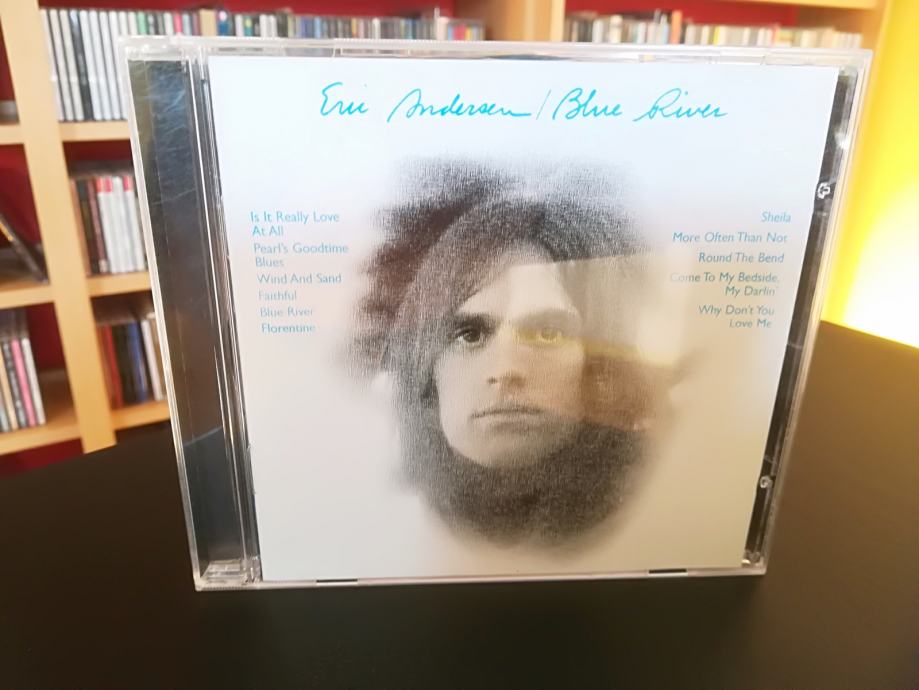 Eric Andersen/Blue River
Is It Really Love
At All
Pearl's Goodtime
Blues
Wind And Sand
Faithful
Blue River
Florentine
Sheila
More Often Than Not
Round The Bend
Come To My Bedside,
My Darlin'
Why Don't You
Love Me